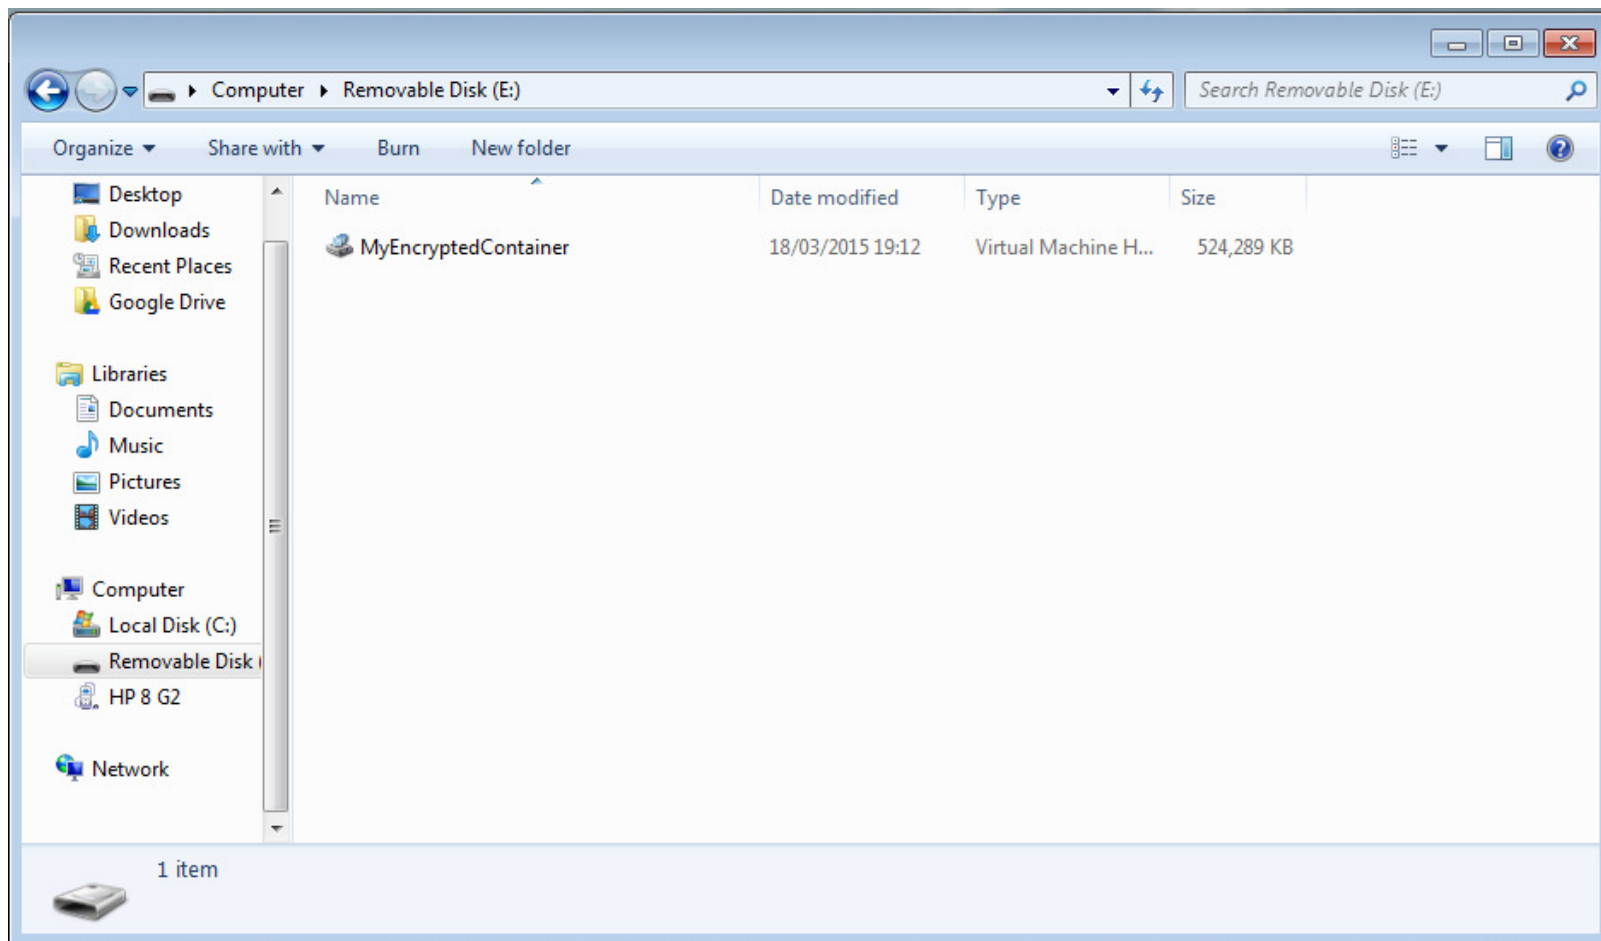 Computer Removable Disk (E:) Search Removable Disk (E:)
Organize Share with Burn New folder
Desktop
Downloads
Recent Places
Google Drive
Libraries
Documents
Music
Pictures
Videos
Computer
Local Disk (C:)
Removable Disk (
HP 8 G2
Network
Name Date modified Type Size
MyEncryptedContainer 18/03/2015 19:12 Virtual Machine H... 524,289 KB
1 item